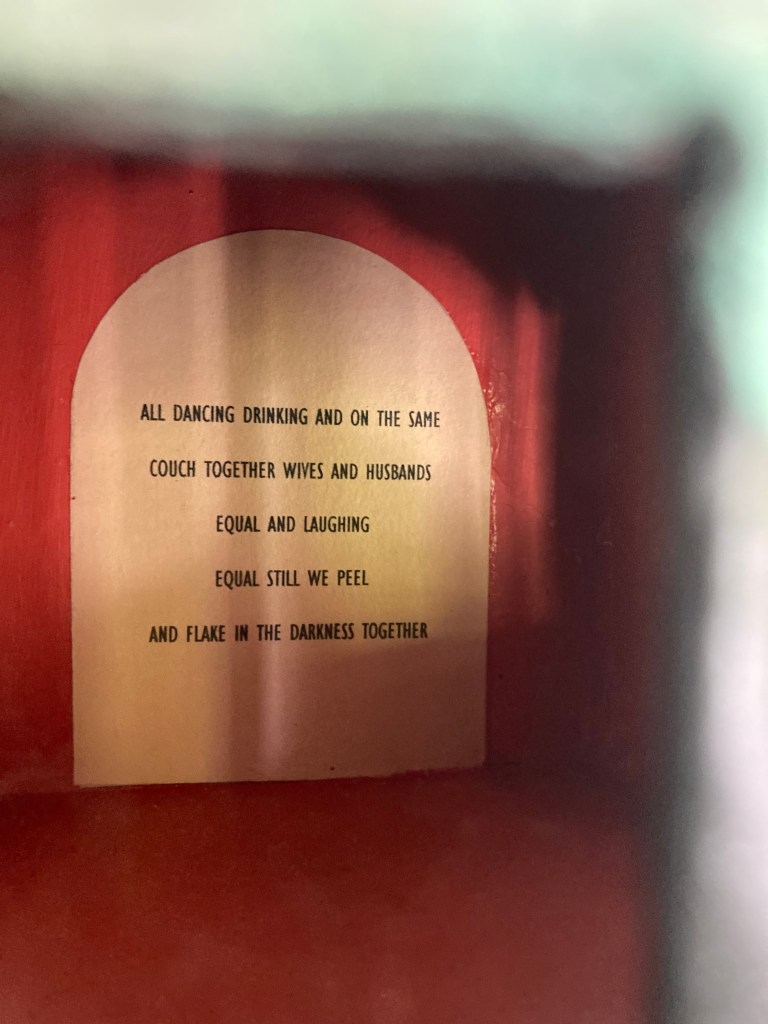 ALL DANCING DRINKING AND ON THE SAME
COUCH TOGETHER WIVES AND HUSBANDS
EQUAL AND LAUGHING
EQUAL STILL WE PEEL
AND FLAKE IN THE DARKNESS TOGETHER